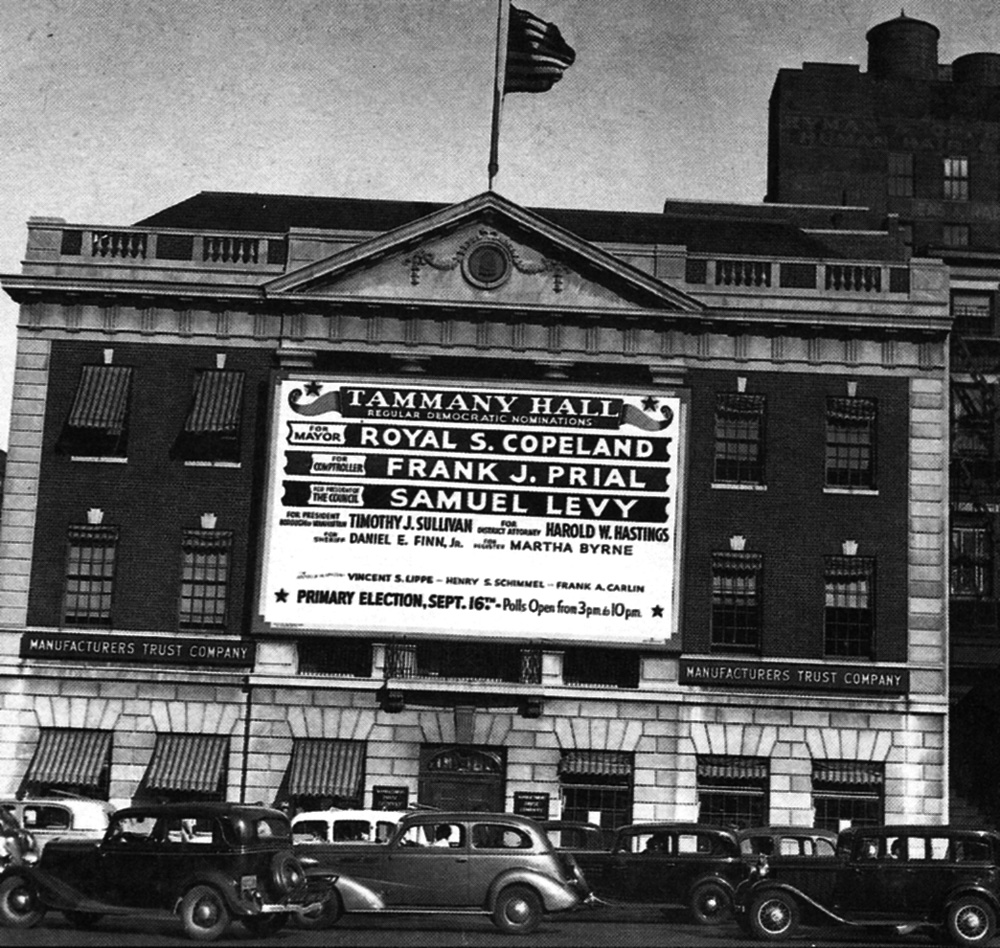 TAMMANY HALL
REGULAR DEMOCRATIC NOMINATIONS
FOR MAYOR ROYAL S. COPELAND
FOR COMPTROLLER FRANK J. PRIAL
FOR PRESIDENT OF THE COUNCIL SAMUEL LEVY
FOR PRESIDENT BOROUGH OF MANHATTAN TIMOTHY J. SULLIVAN FOR DISTRICT ATTORNEY HAROLD W. HASTINGS
FOR SHERIFF DANIEL E. FINN, JR. FOR REGISTER MARTHA BYRNE
VINCENT S. LIPPE - HENRY S. SCHIMMEL - FRANK A. CARLIN
★ PRIMARY ELECTION, SEPT. 16TH - Polls Open from 3 p.m. to 10 p.m. ★
MANUFACTURERS TRUST COMPANY
MANUFACTURERS TRUST COMPANY